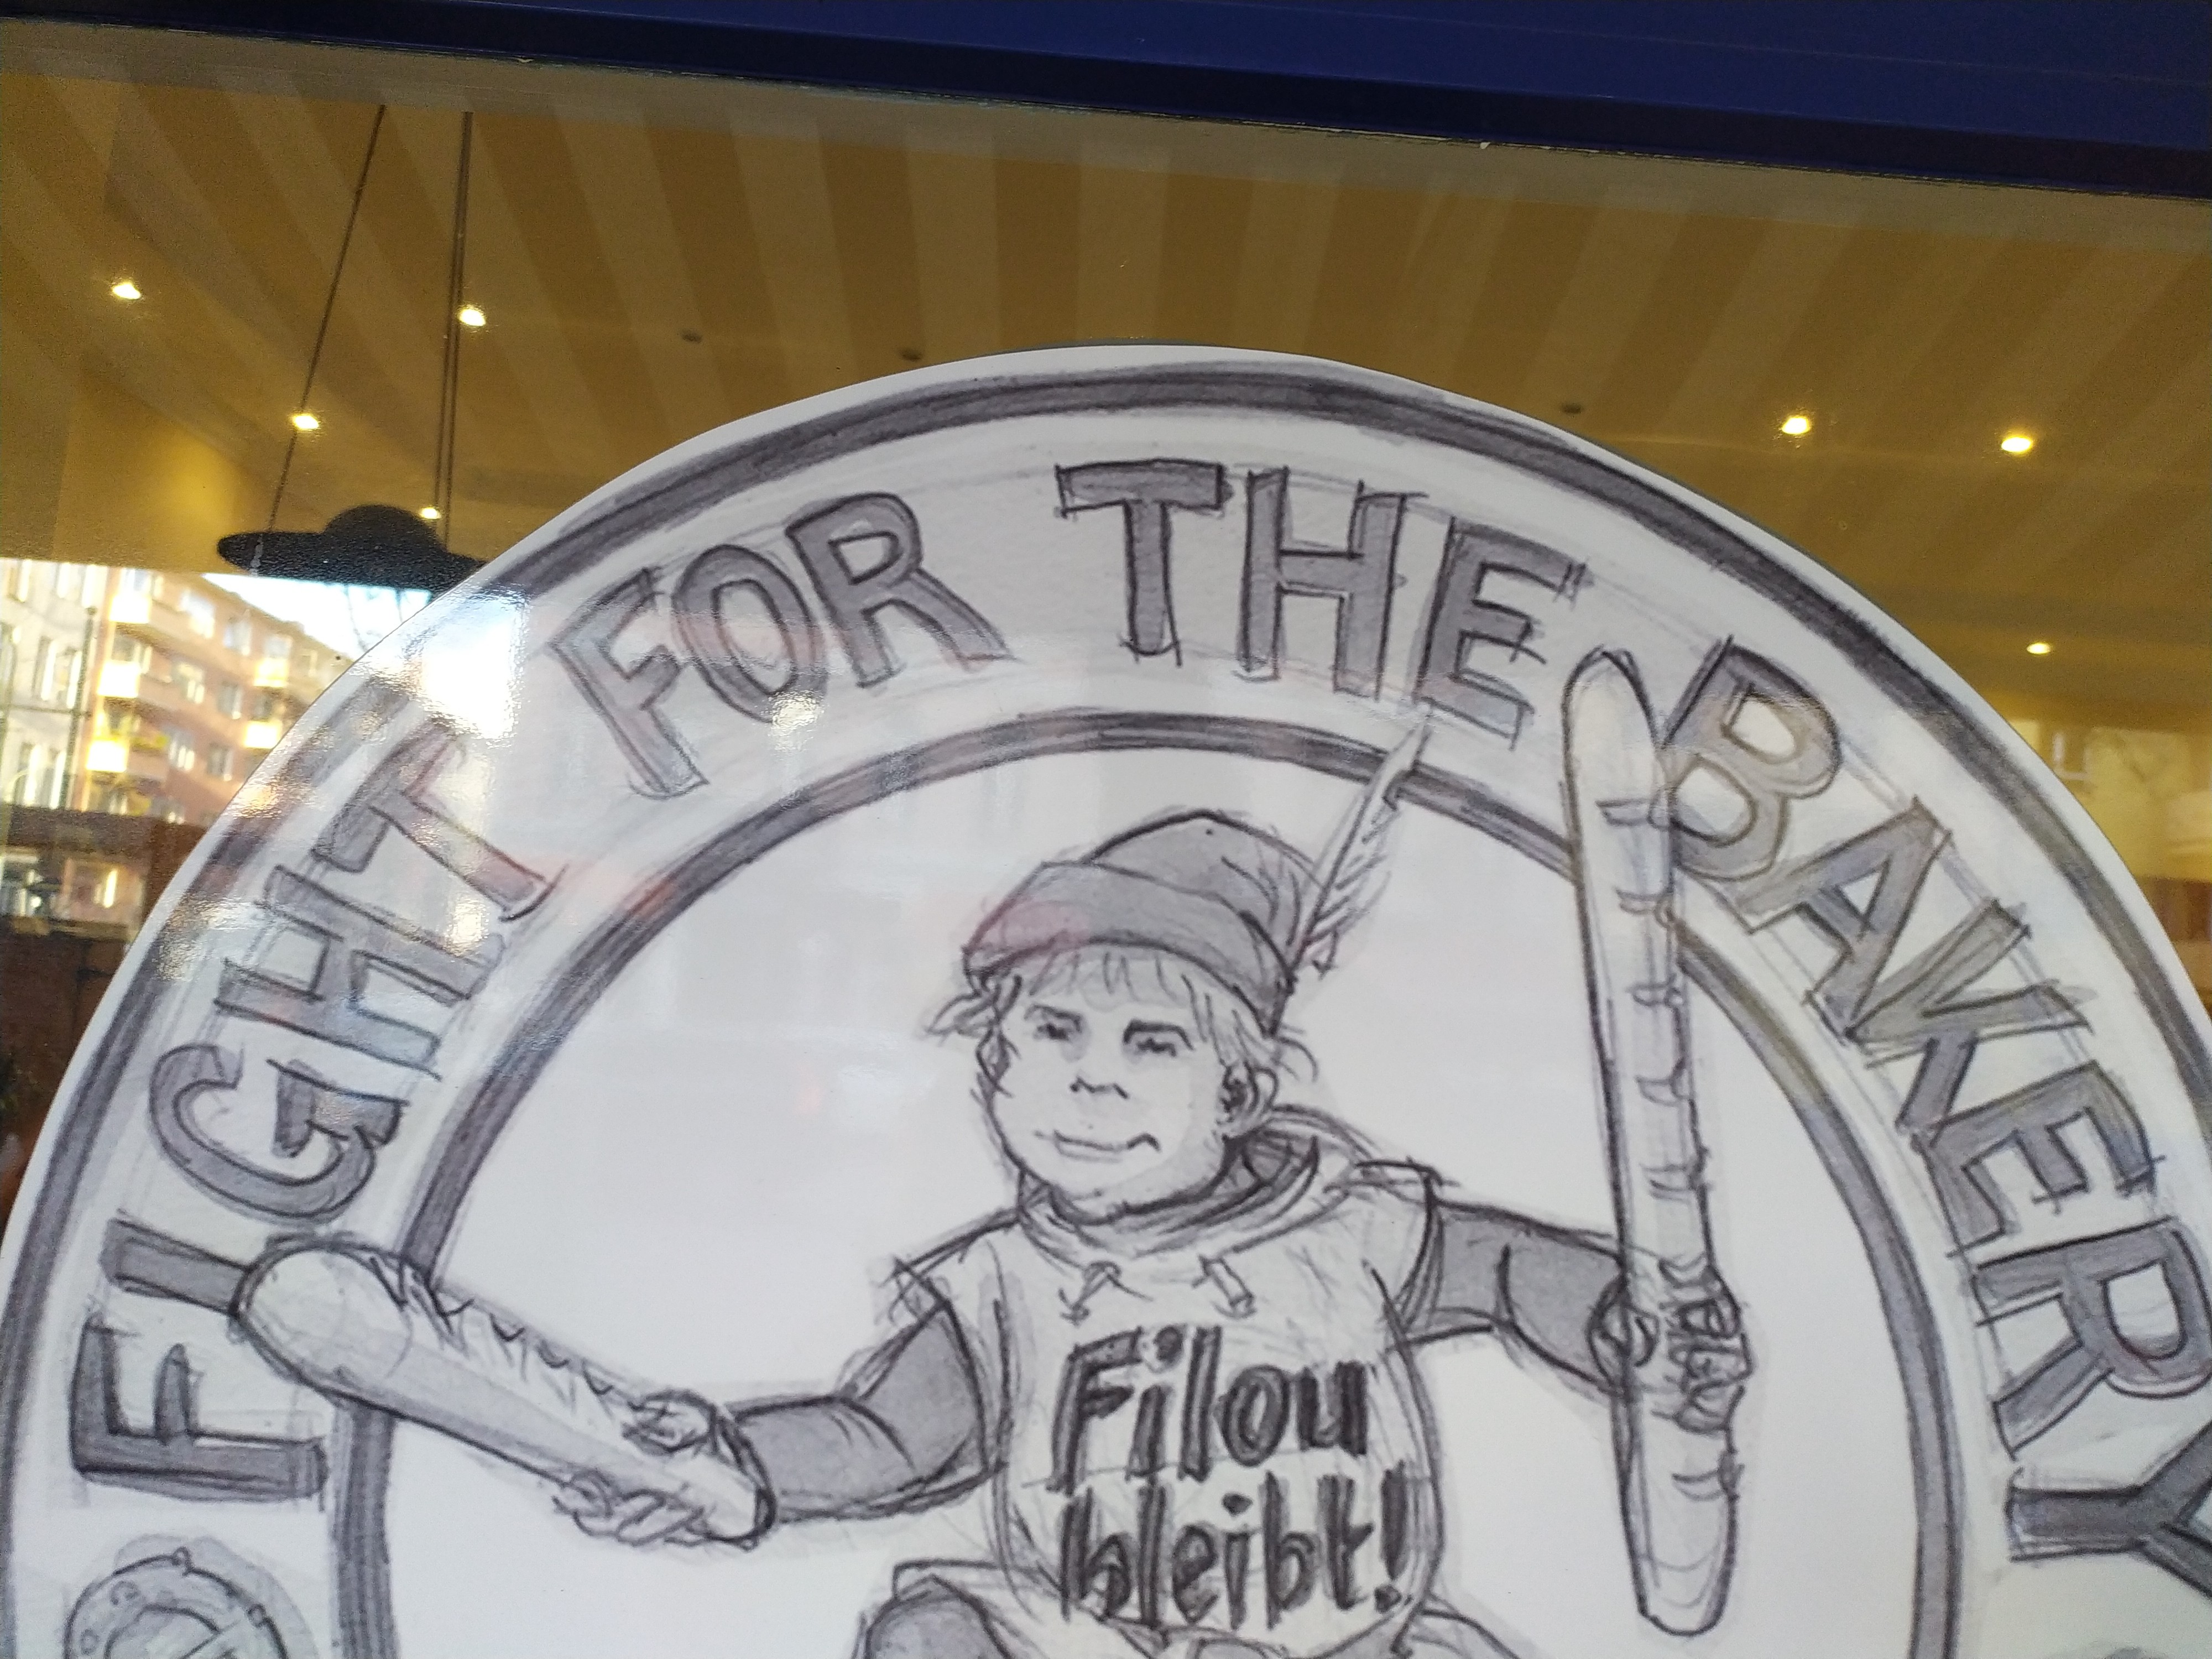 FIGHT FOR THE BAKERY
Filou
bleibt!